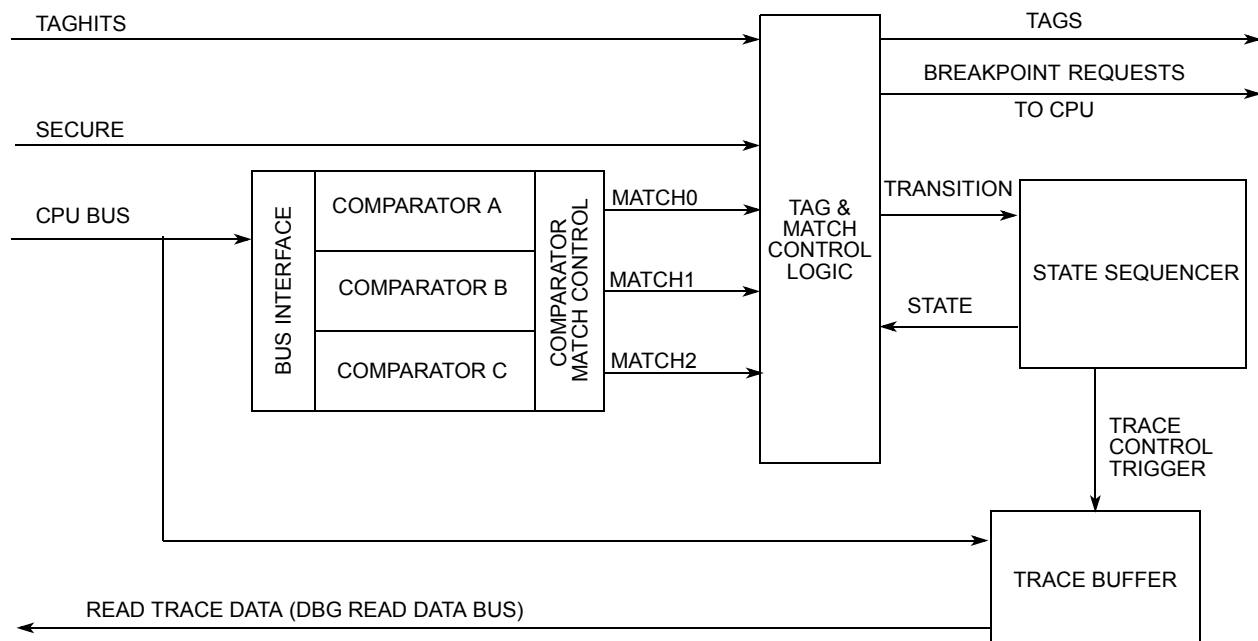 TAGHITS
TAGS
BREAKPOINT REQUESTS
TO CPU
SECURE
CPU BUS
BUS INTERFACE
COMPARATOR A
COMPARATOR B
COMPARATOR C
COMPARATOR
MATCH CONTROL
MATCH0
MATCH1
MATCH2
TAG &
MATCH
CONTROL
LOGIC
TRANSITION
STATE
STATE SEQUENCER
TRACE
CONTROL
TRIGGER
TRACE BUFFER
READ TRACE DATA (DBG READ DATA BUS)